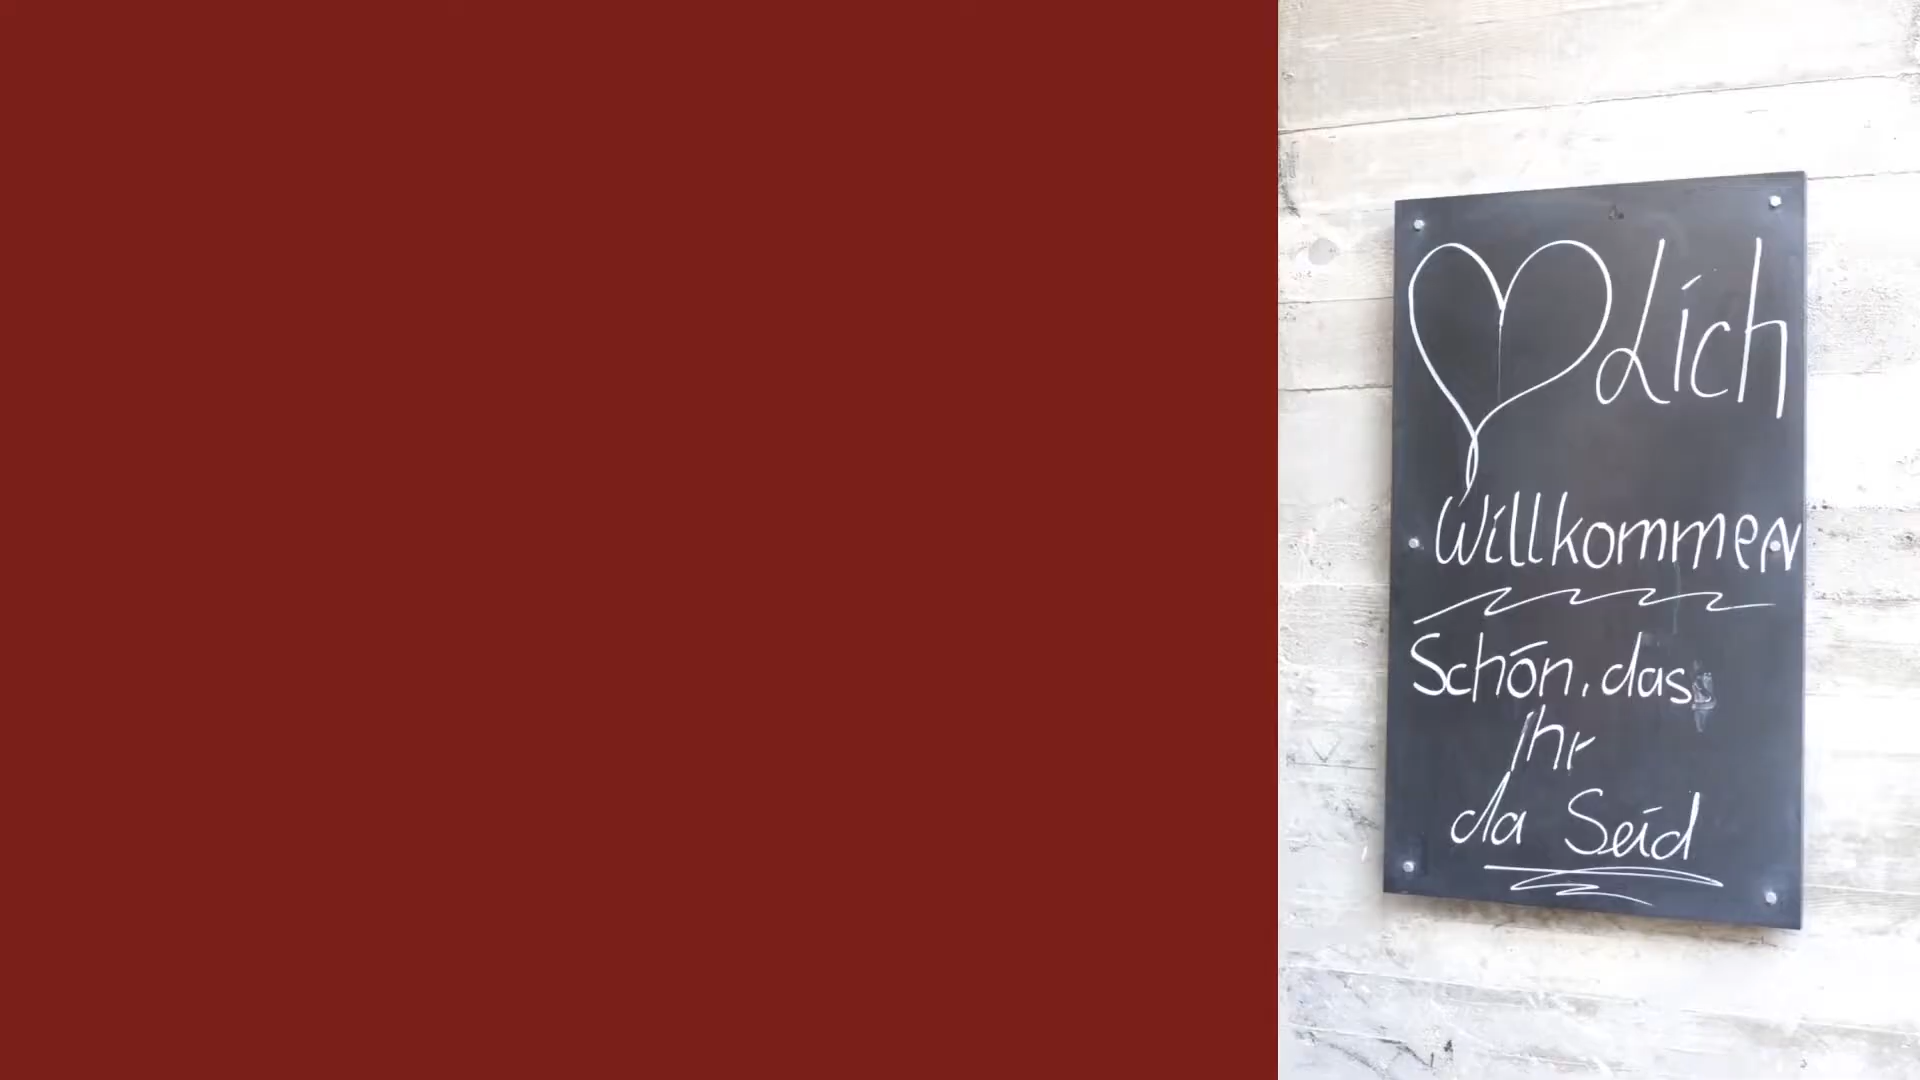 ♡lich
Willkommen
Schön, das
ihr
da Seid